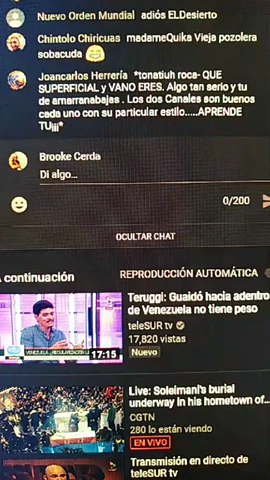 Nuevo Orden Mundial adiós ELDesierto
Chintolo Chiricuas madameQuika Vieja pozolera
sobacuda
Joancarlos Herrería *tonatiuh roca- QUE
SUPERFICIAL y VANO ERES. Algo tan serio y tu
de amarranabajas . Los dos Canales son buenos
cada uno con su particular estilo.....APRENDE
TU¡¡¡*
Brooke Cerda
Di algo...
0/200
OCULTAR CHAT
A continuación
REPRODUCCIÓN AUTOMÁTICA
Teruggi: Guaidó hacia adentro
de Venezuela no tiene peso
teleSUR tv
17,820 vistas
Nuevo
17:15
Live: Soleimani's burial
underway in his hometown of...
CGTN
280 lo están viendo
EN VIVO
Transmisión en directo de
teleSUR tv